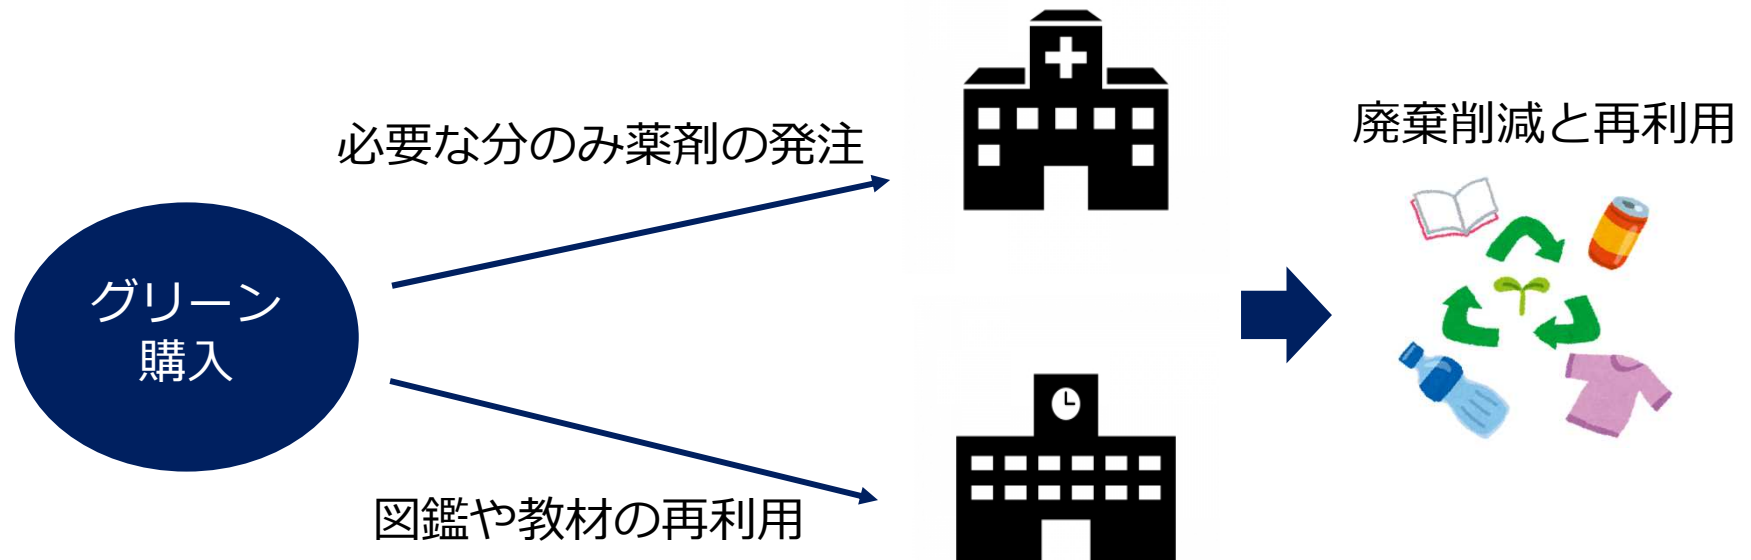 必要な分のみ薬剤の発注
廃棄削減と再利用
グリーン
購入
図鑑や教材の再利用